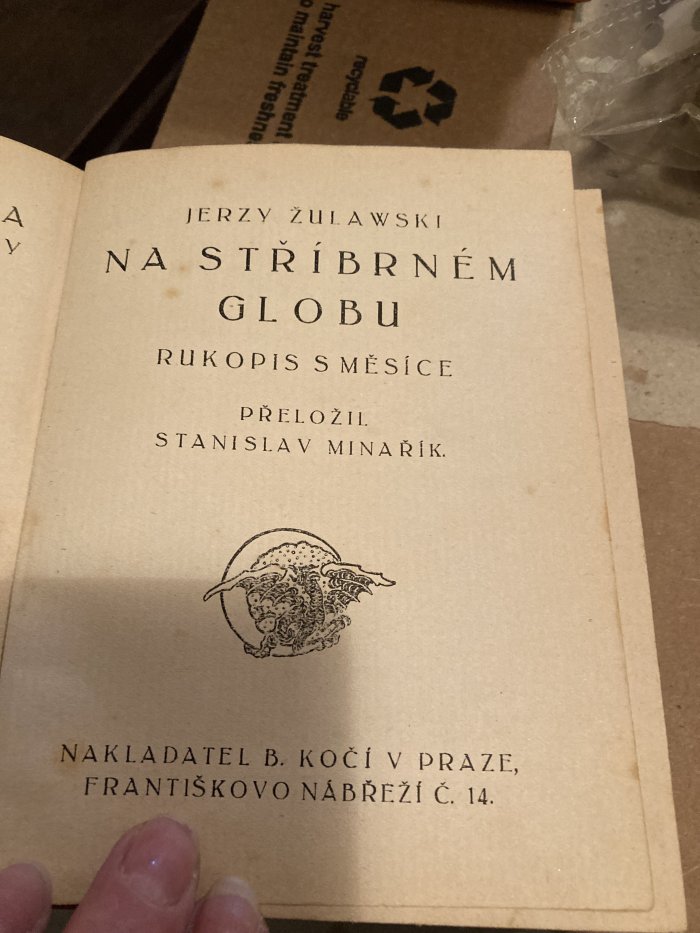 harvest treatment
o maintain freshne
recyclable
A
Y
JERZY ŽULAWSKI
NA STŘÍBRNÉM
GLOBU
RUKOPIS S MĚSÍCE
PŘELOŽIL
STANISLAV MINAŘÍK.
NAKLADATEL B. KOČÍ V PRAZE,
FRANTIŠKOVO NÁBŘEŽÍ Č. 14.